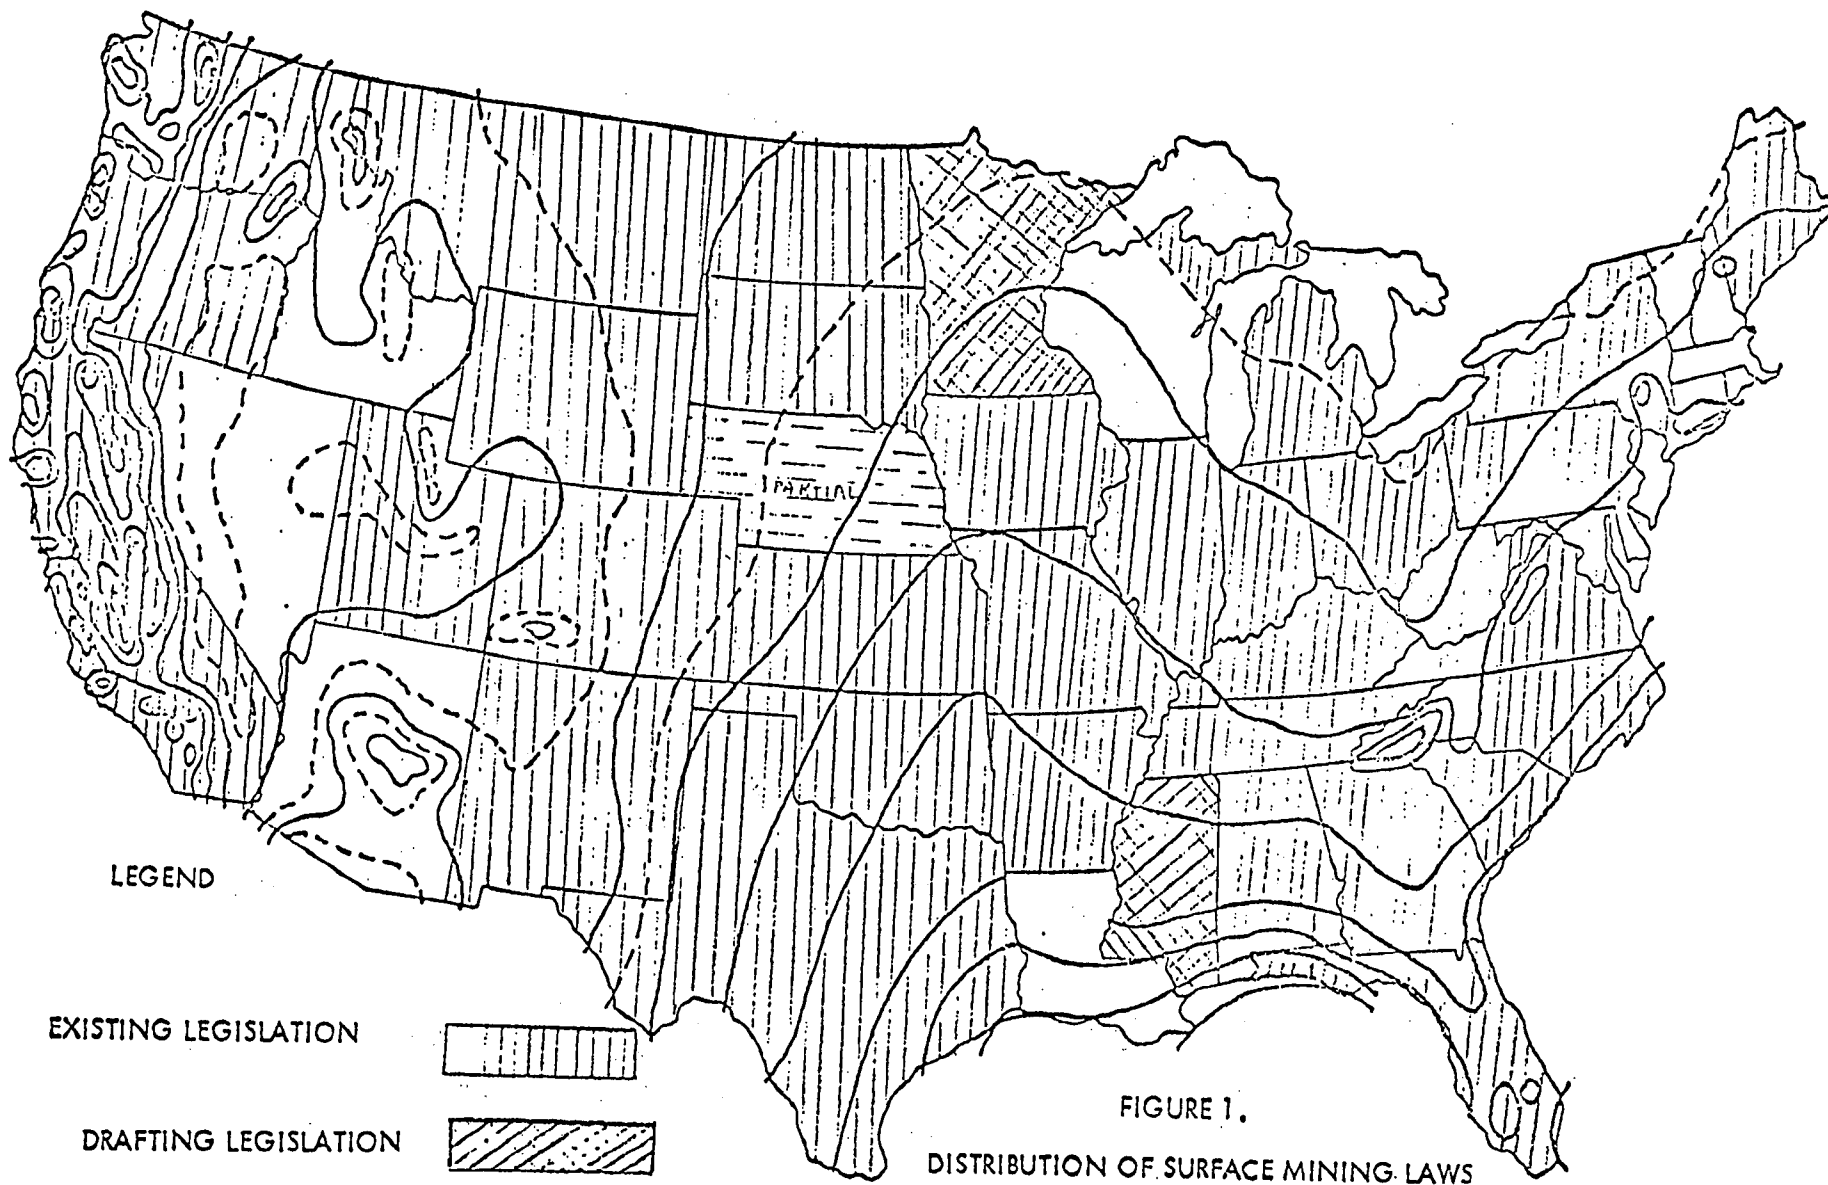 PARTIAL
LEGEND
EXISTING LEGISLATION
DRAFTING LEGISLATION
FIGURE 1.
DISTRIBUTION OF SURFACE MINING LAWS